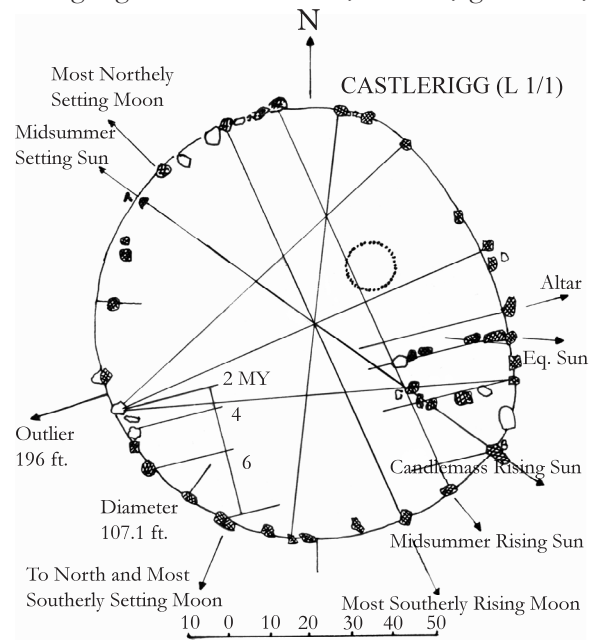 N
CASTLERIGG (L 1/1)
Most Northely
Setting Moon
Midsummer
Setting Sun
Altar
Eq. Sun
2 MY
4
6
Outlier
196 ft.
Candlemass Rising Sun
Diameter
107.1 ft.
Midsummer Rising Sun
To North and Most
Southerly Setting Moon
Most Southerly Rising Moon
10 0 10 20 30 40 50